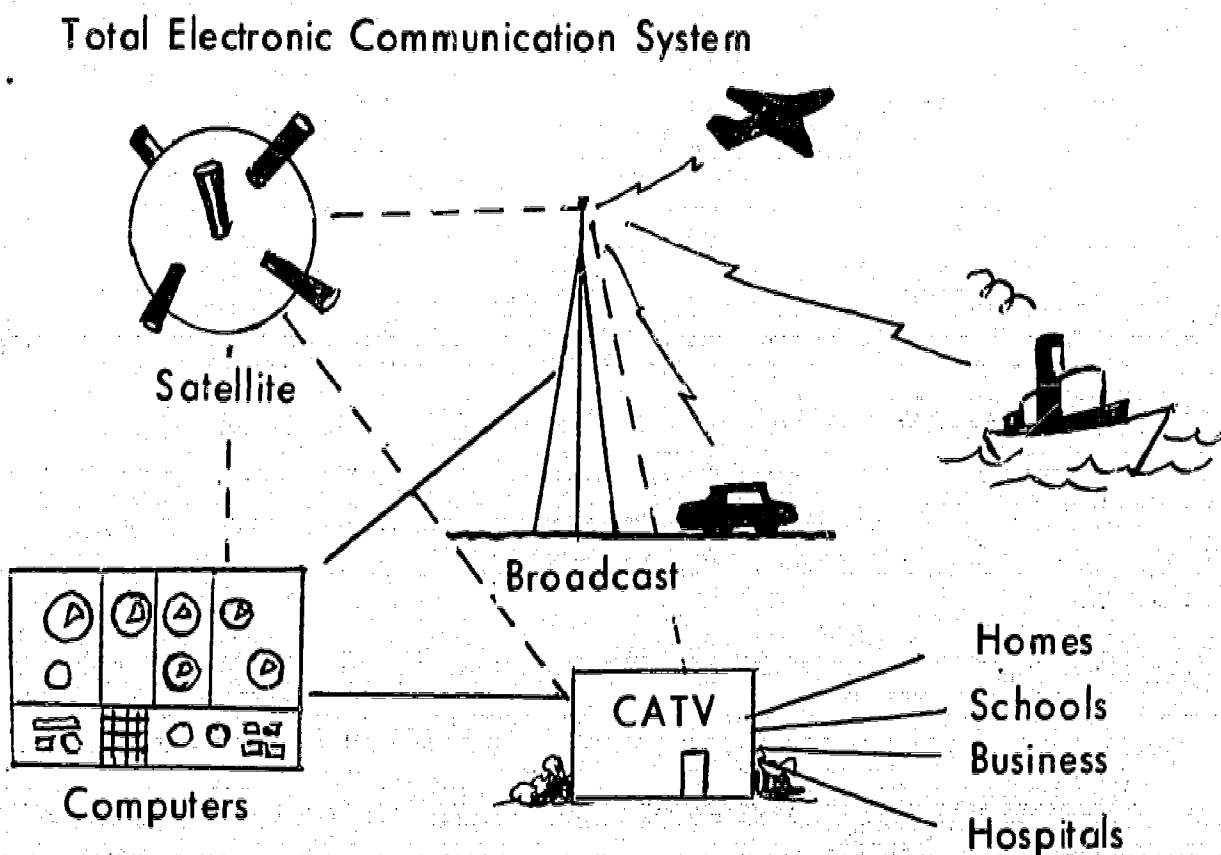 Total Electronic Communication System
Satellite
Broadcast
Computers
CATV
Homes
Schools
Business
Hospitals